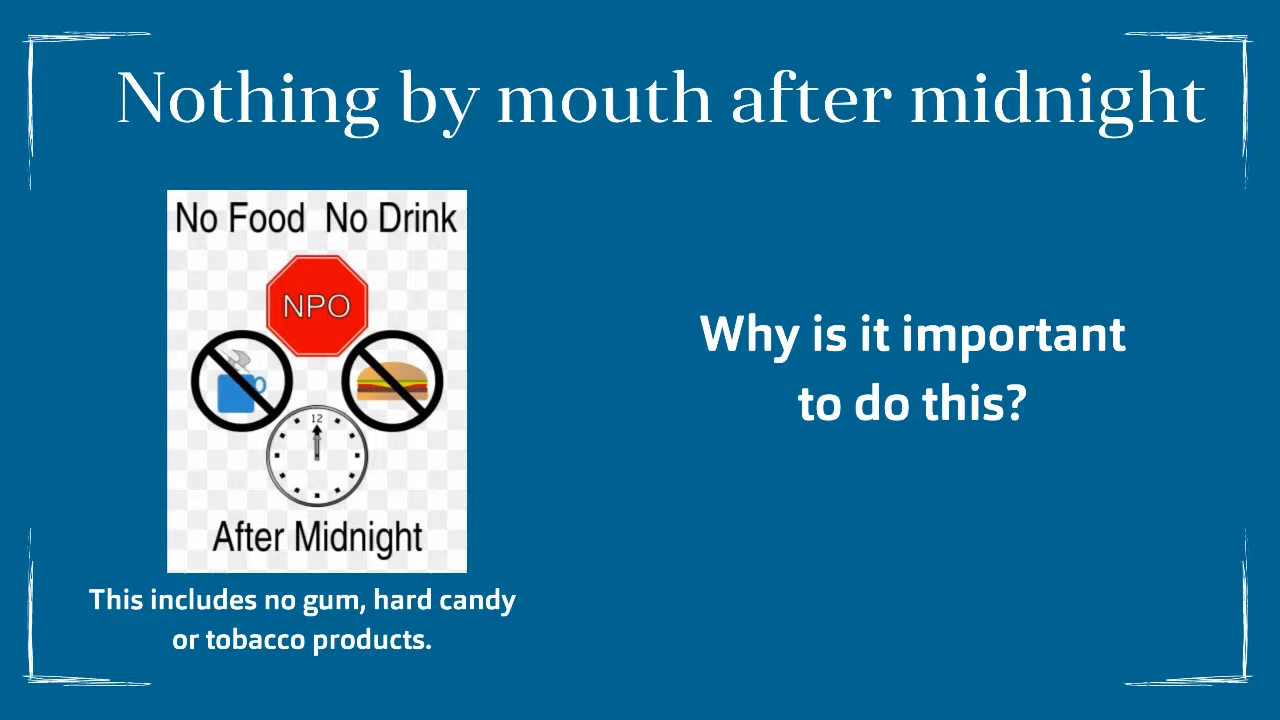 Nothing by mouth after midnight
No Food No Drink
NPO
12
After Midnight
This includes no gum, hard candy
or tobacco products.
Why is it important
to do this?